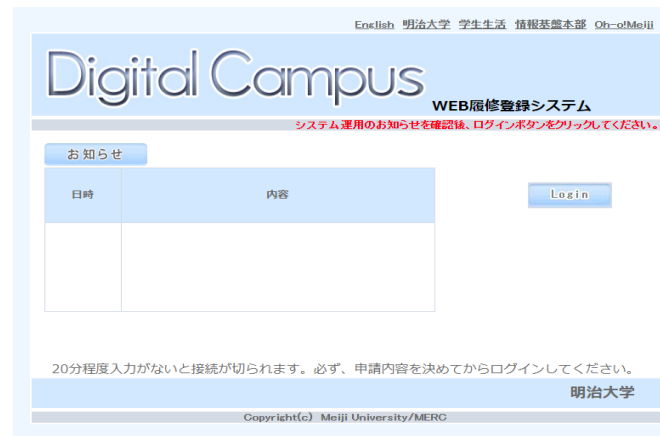 English 明治大学 学生生活 情報基盤本部 Oh-o!Meiji
Digital Campus
WEB履修登録システム
システム運用のお知らせを確認後、ログインボタンをクリックしてください。
お知らせ
日時 内容
Login
20分程度入力がないと接続が切られます。必ず、申請内容を決めてからログインしてください。
明治大学
Copyright(c) Meiji University/MERC